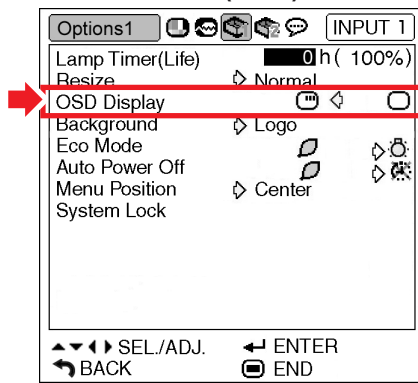 Options1 INPUT 1
Lamp Timer(Life) 0 h( 100%)
Resize Normal
OSD Display
Background Logo
Eco Mode
Auto Power Off
Menu Position Center
System Lock
SEL./ADJ. ENTER
BACK END